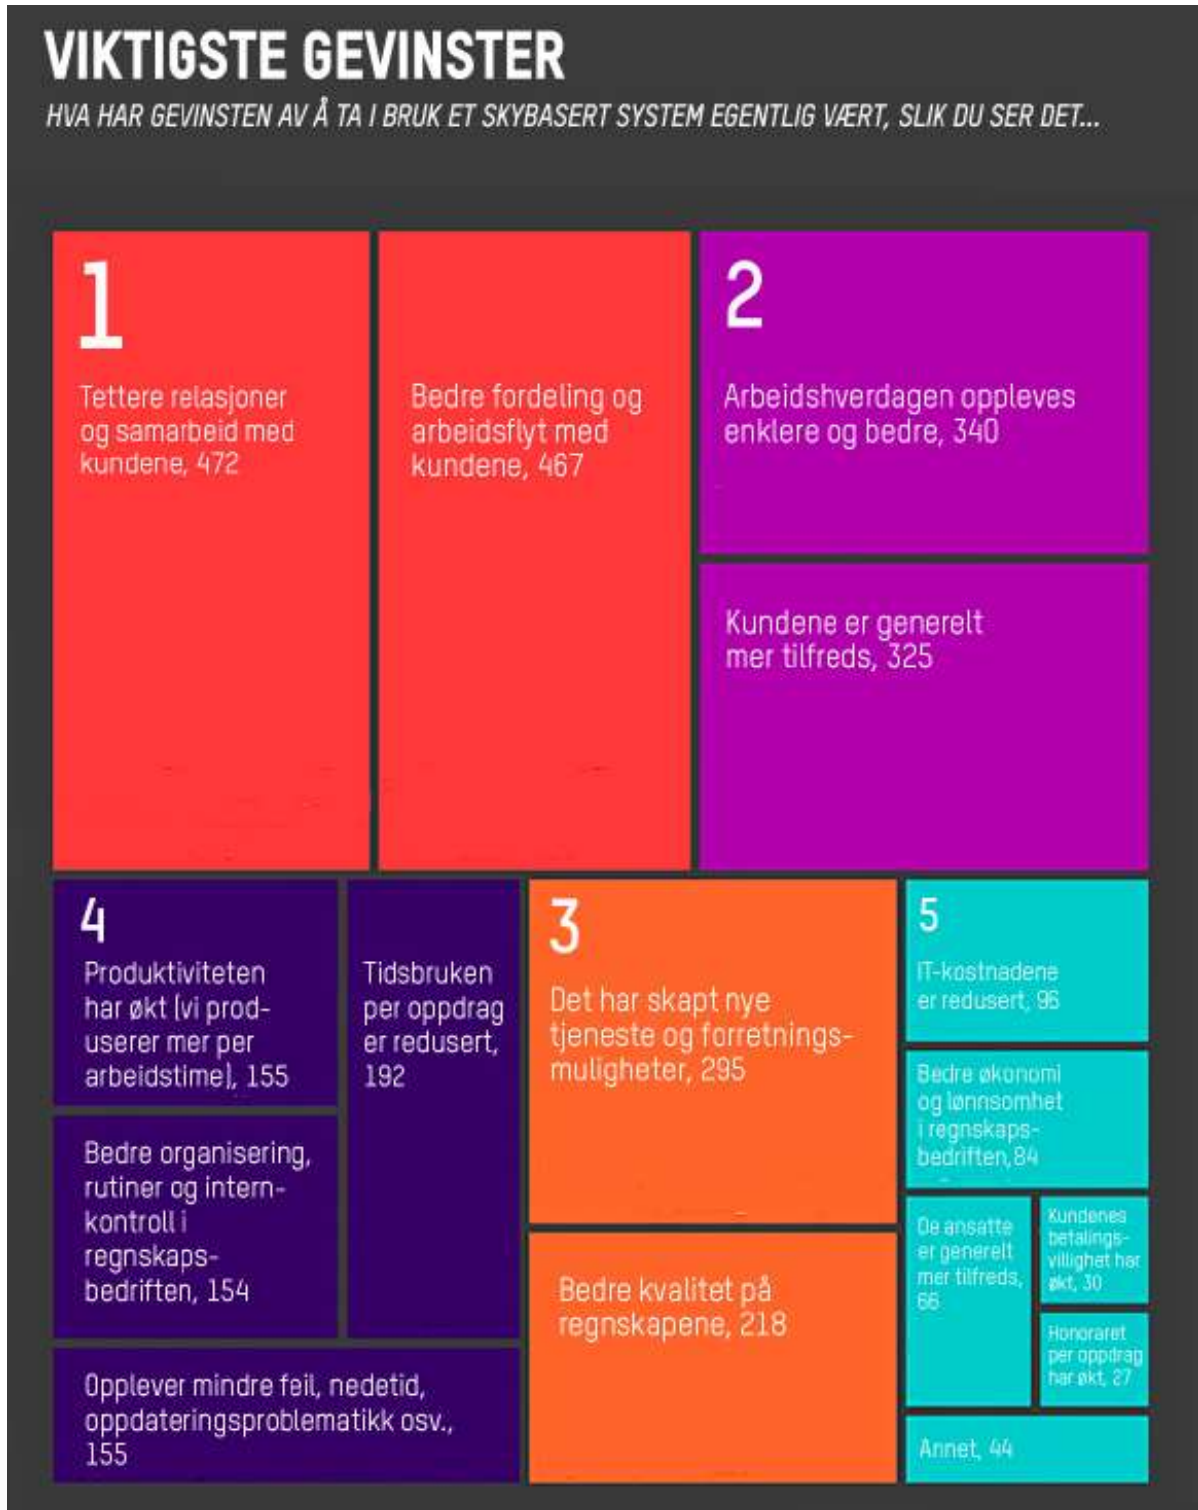 VIKTIGSTE GEVINSTER
HVA HAR GEVINSTEN AV Å TA I BRUK ET SKYBASERT SYSTEM EGENTLIG VÆRT, SLIK DU SER DET...
1
Tettere relasjoner
og samarbeid med
kundene, 472
Bedre fordeling og
arbeidsflyt med
kundene, 467
2
Arbeidshverdagen oppleves
enklere og bedre, 340
Kundene er generelt
mer tilfreds, 325
4
Produktiviteten
har økt (vi prod-
userer mer per
arbeidstime), 155
Tidsbruken
per oppdrag
er redusert,
192
Bedre organisering,
rutiner og intern-
kontroll i
regnskaps-
bedriften, 154
Opplever mindre feil, nedetid,
oppdateringsproblematikk osv.,
155
3
Det har skapt nye
tjeneste og forretnings-
muligheter, 295
Bedre kvalitet på
regnskapene, 218
5
IT-kostnadene
er redusert, 96
Bedre økonomi
og lønnsomhet
i regnskaps-
bedriften,84
De ansatte
er generelt
mer tilfreds,
66
Kundenes
betalings-
villighet har
økt, 30
Honoraret
per oppdrag
har økt, 27
Annet, 44